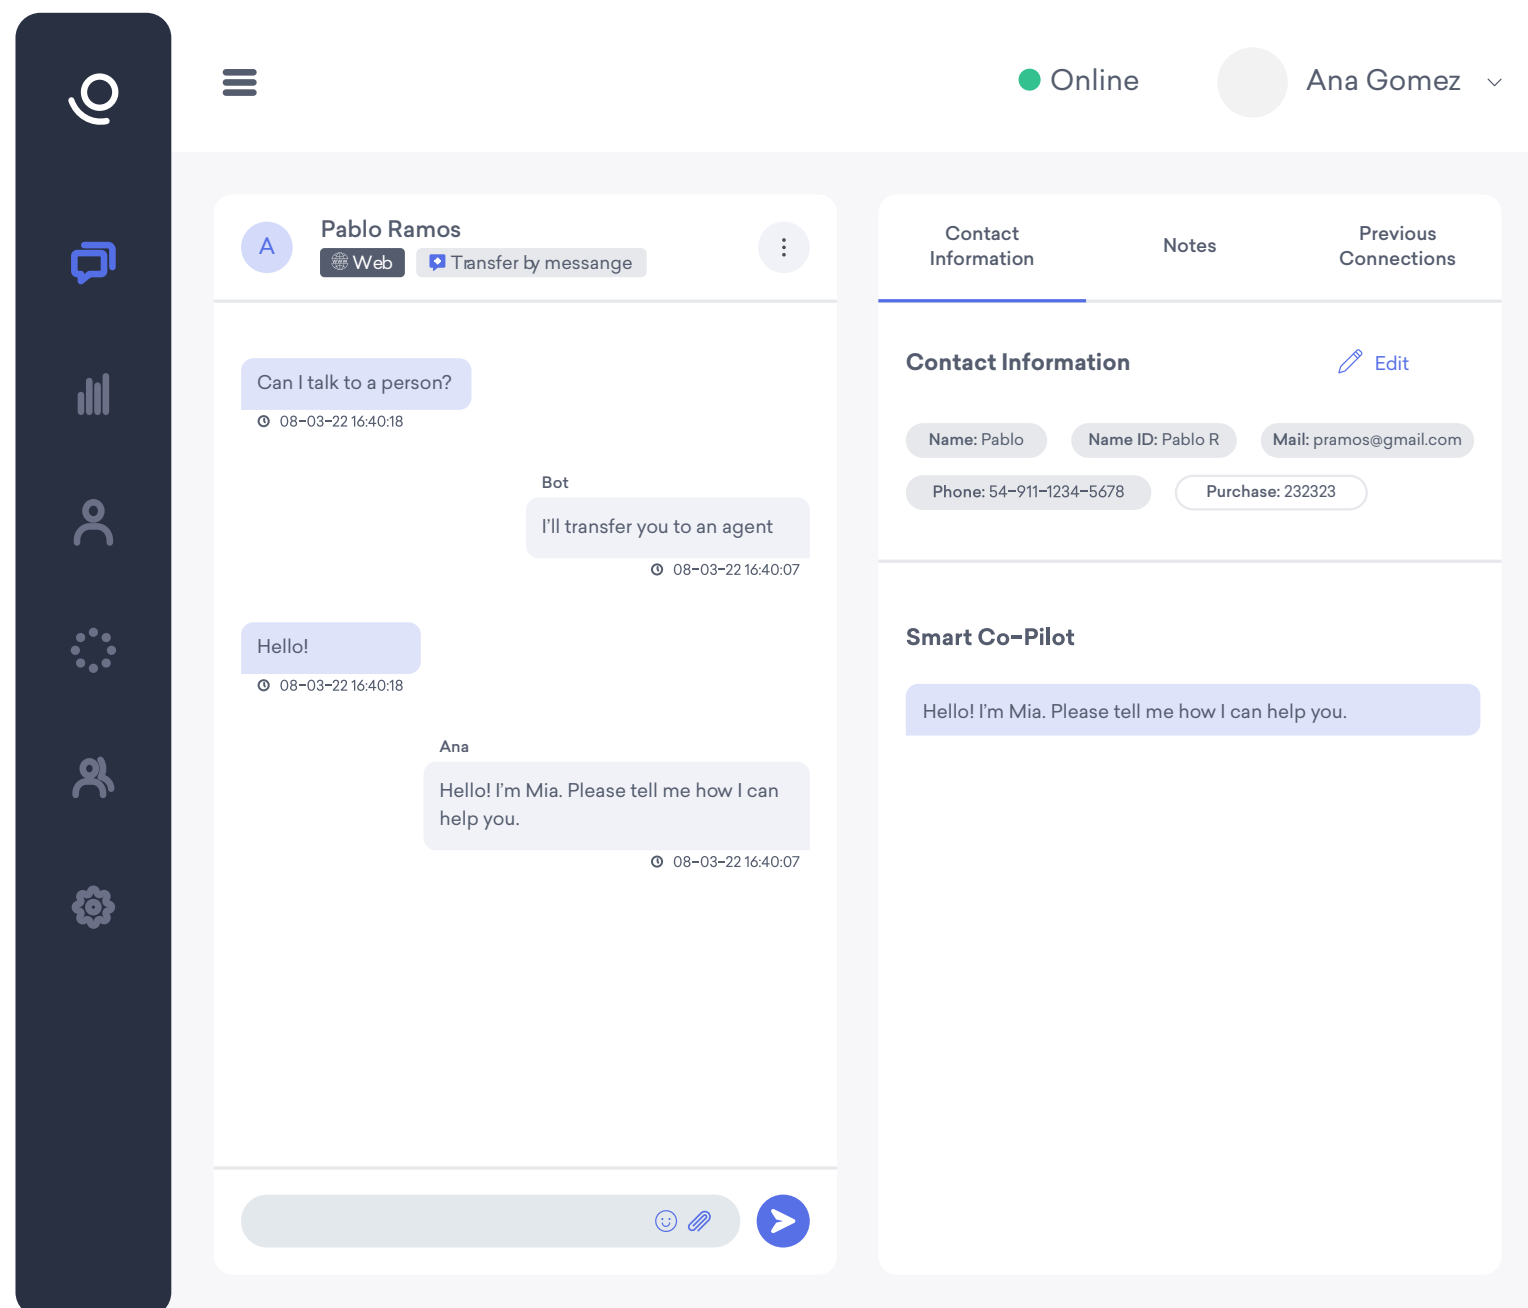 Online
Ana Gomez
A
Pablo Ramos
Web
Transfer by messange
Can I talk to a person?
08-03-22 16:40:18
Bot
I'll transfer you to an agent
08-03-22 16:40:07
Hello!
08-03-22 16:40:18
Ana
Hello! I'm Mia. Please tell me how I can
help you.
08-03-22 16:40:07
Contact
Information
Notes
Previous
Connections
Contact Information
Edit
Name: Pablo
Name ID: Pablo R
Mail: pramos@gmail.com
Phone: 54-911-1234-5678
Purchase: 232323
Smart Co-Pilot
Hello! I'm Mia. Please tell me how I can help you.